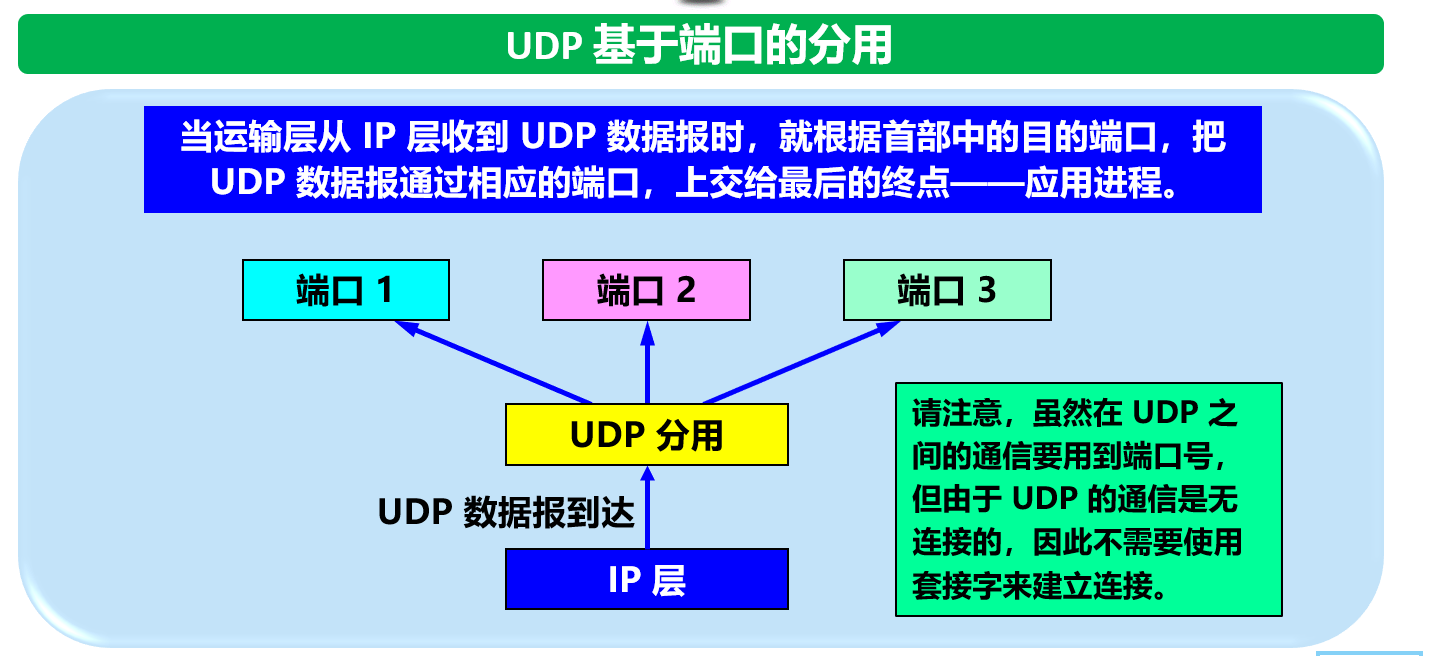 UDP 基于端口的分用
当运输层从 IP 层收到 UDP 数据报时，就根据首部中的目的端口，把
UDP 数据报通过相应的端口，上交给最后的终点——应用进程。
端口 1
端口 2
端口 3
UDP 分用
UDP 数据报到达
IP 层
请注意，虽然在 UDP 之
间的通信要用到端口号，
但由于 UDP 的通信是无
连接的，因此不需要使用
套接字来建立连接。